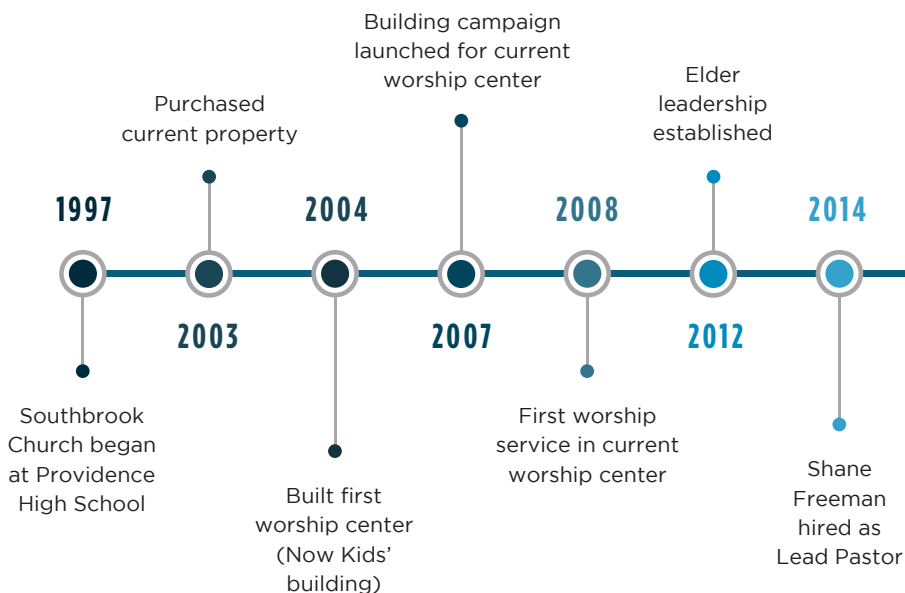 1997
Southbrook
Church began
at Providence
High School
Purchased
current property
2003
2004
Built first
worship center
(Now Kids'
building)
Building campaign
launched for current
worship center
2007
2008
First worship
service in current
worship center
Elder
leadership
established
2012
2014
Shane
Freeman
hired as
Lead Pastor